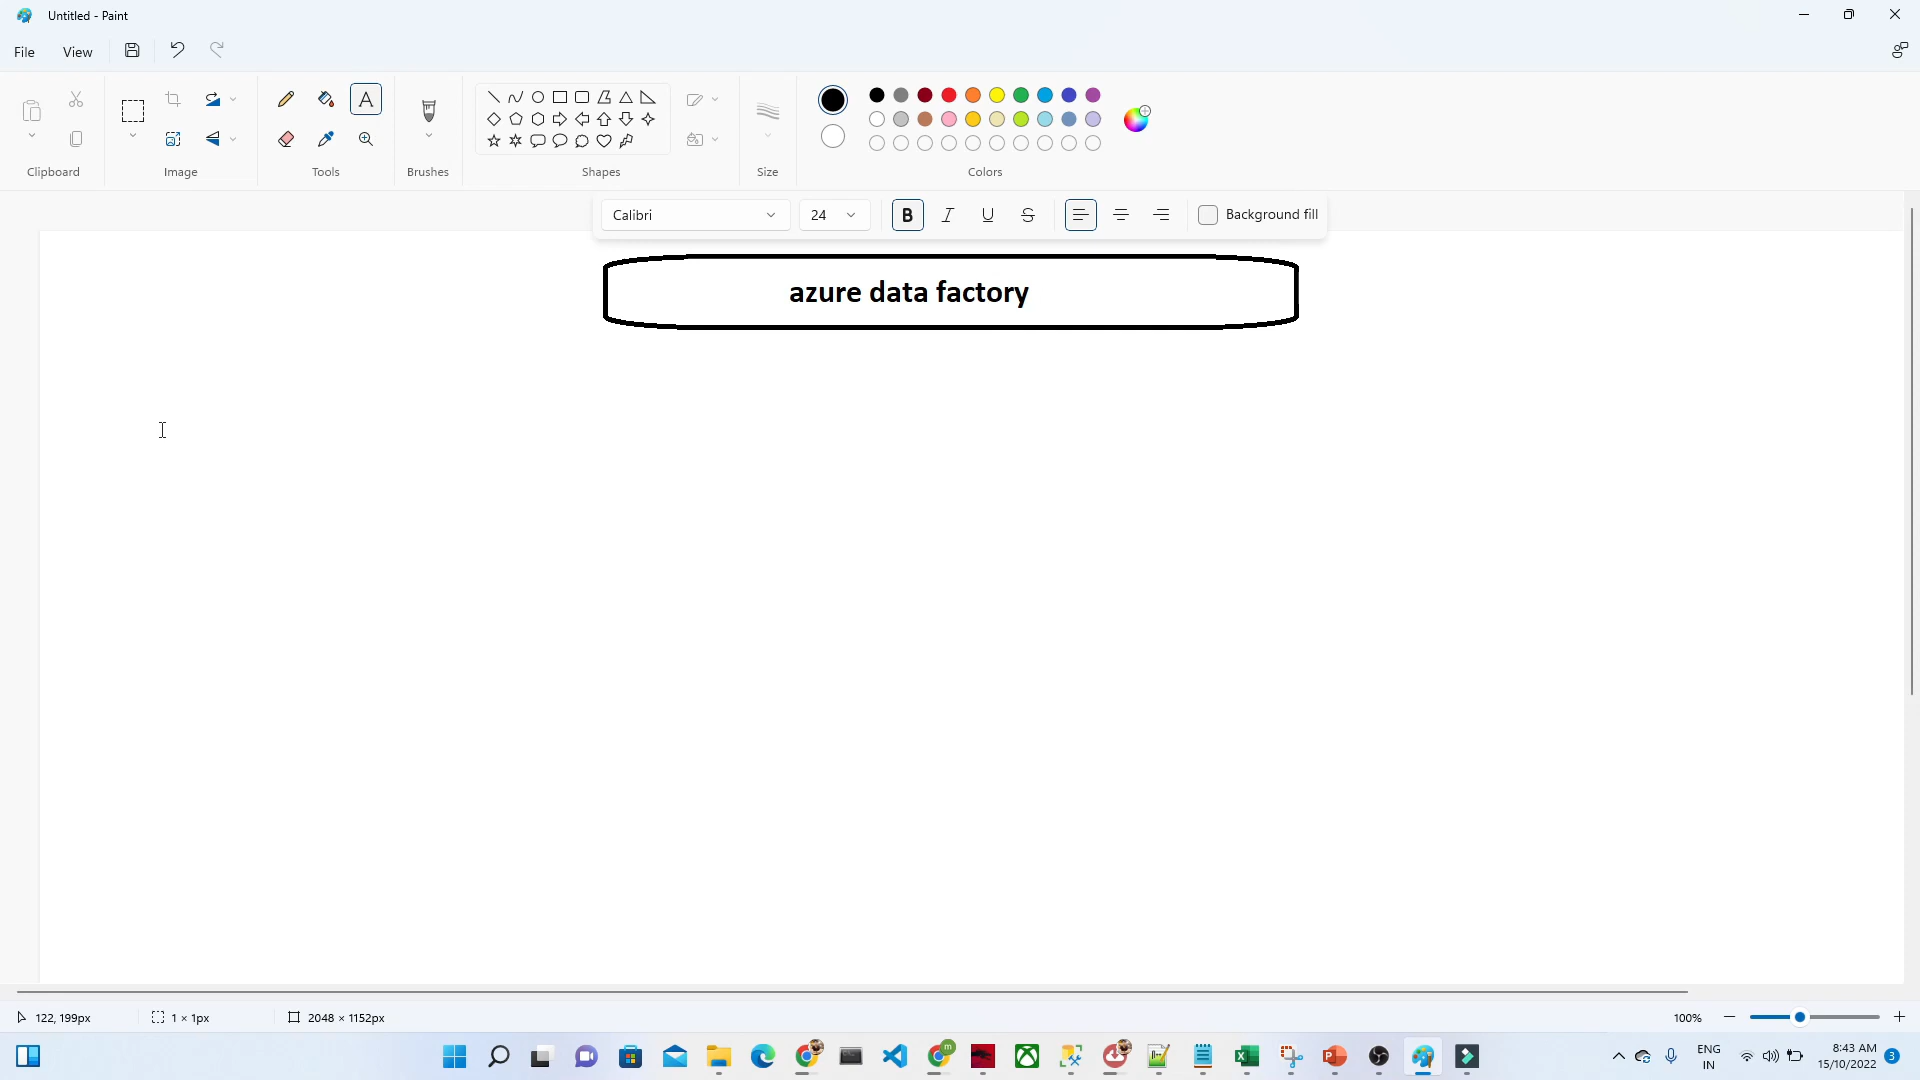 Untitled - Paint
File View
Clipboard
Image
Tools
Brushes
Shapes
Size
Colors
Calibri 24 B I U S Background fill
azure data factory
122, 199px
1 × 1px
2048 × 1152px
100%
ENG
IN
8:43 AM
15/10/2022
3